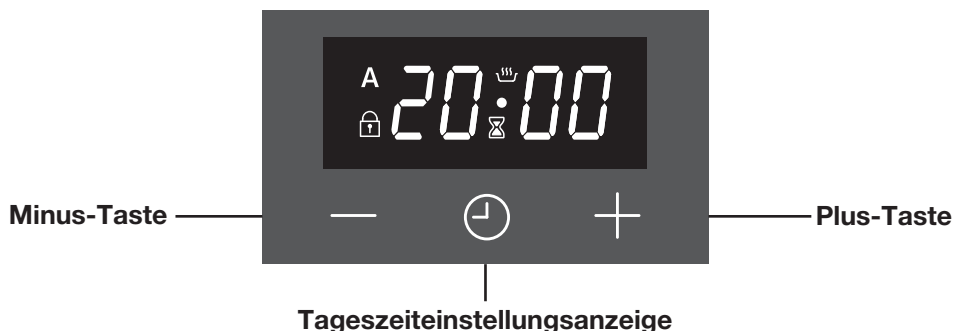 A 20:00
Minus-Taste
Plus-Taste
Tageszeiteinstellungsanzeige